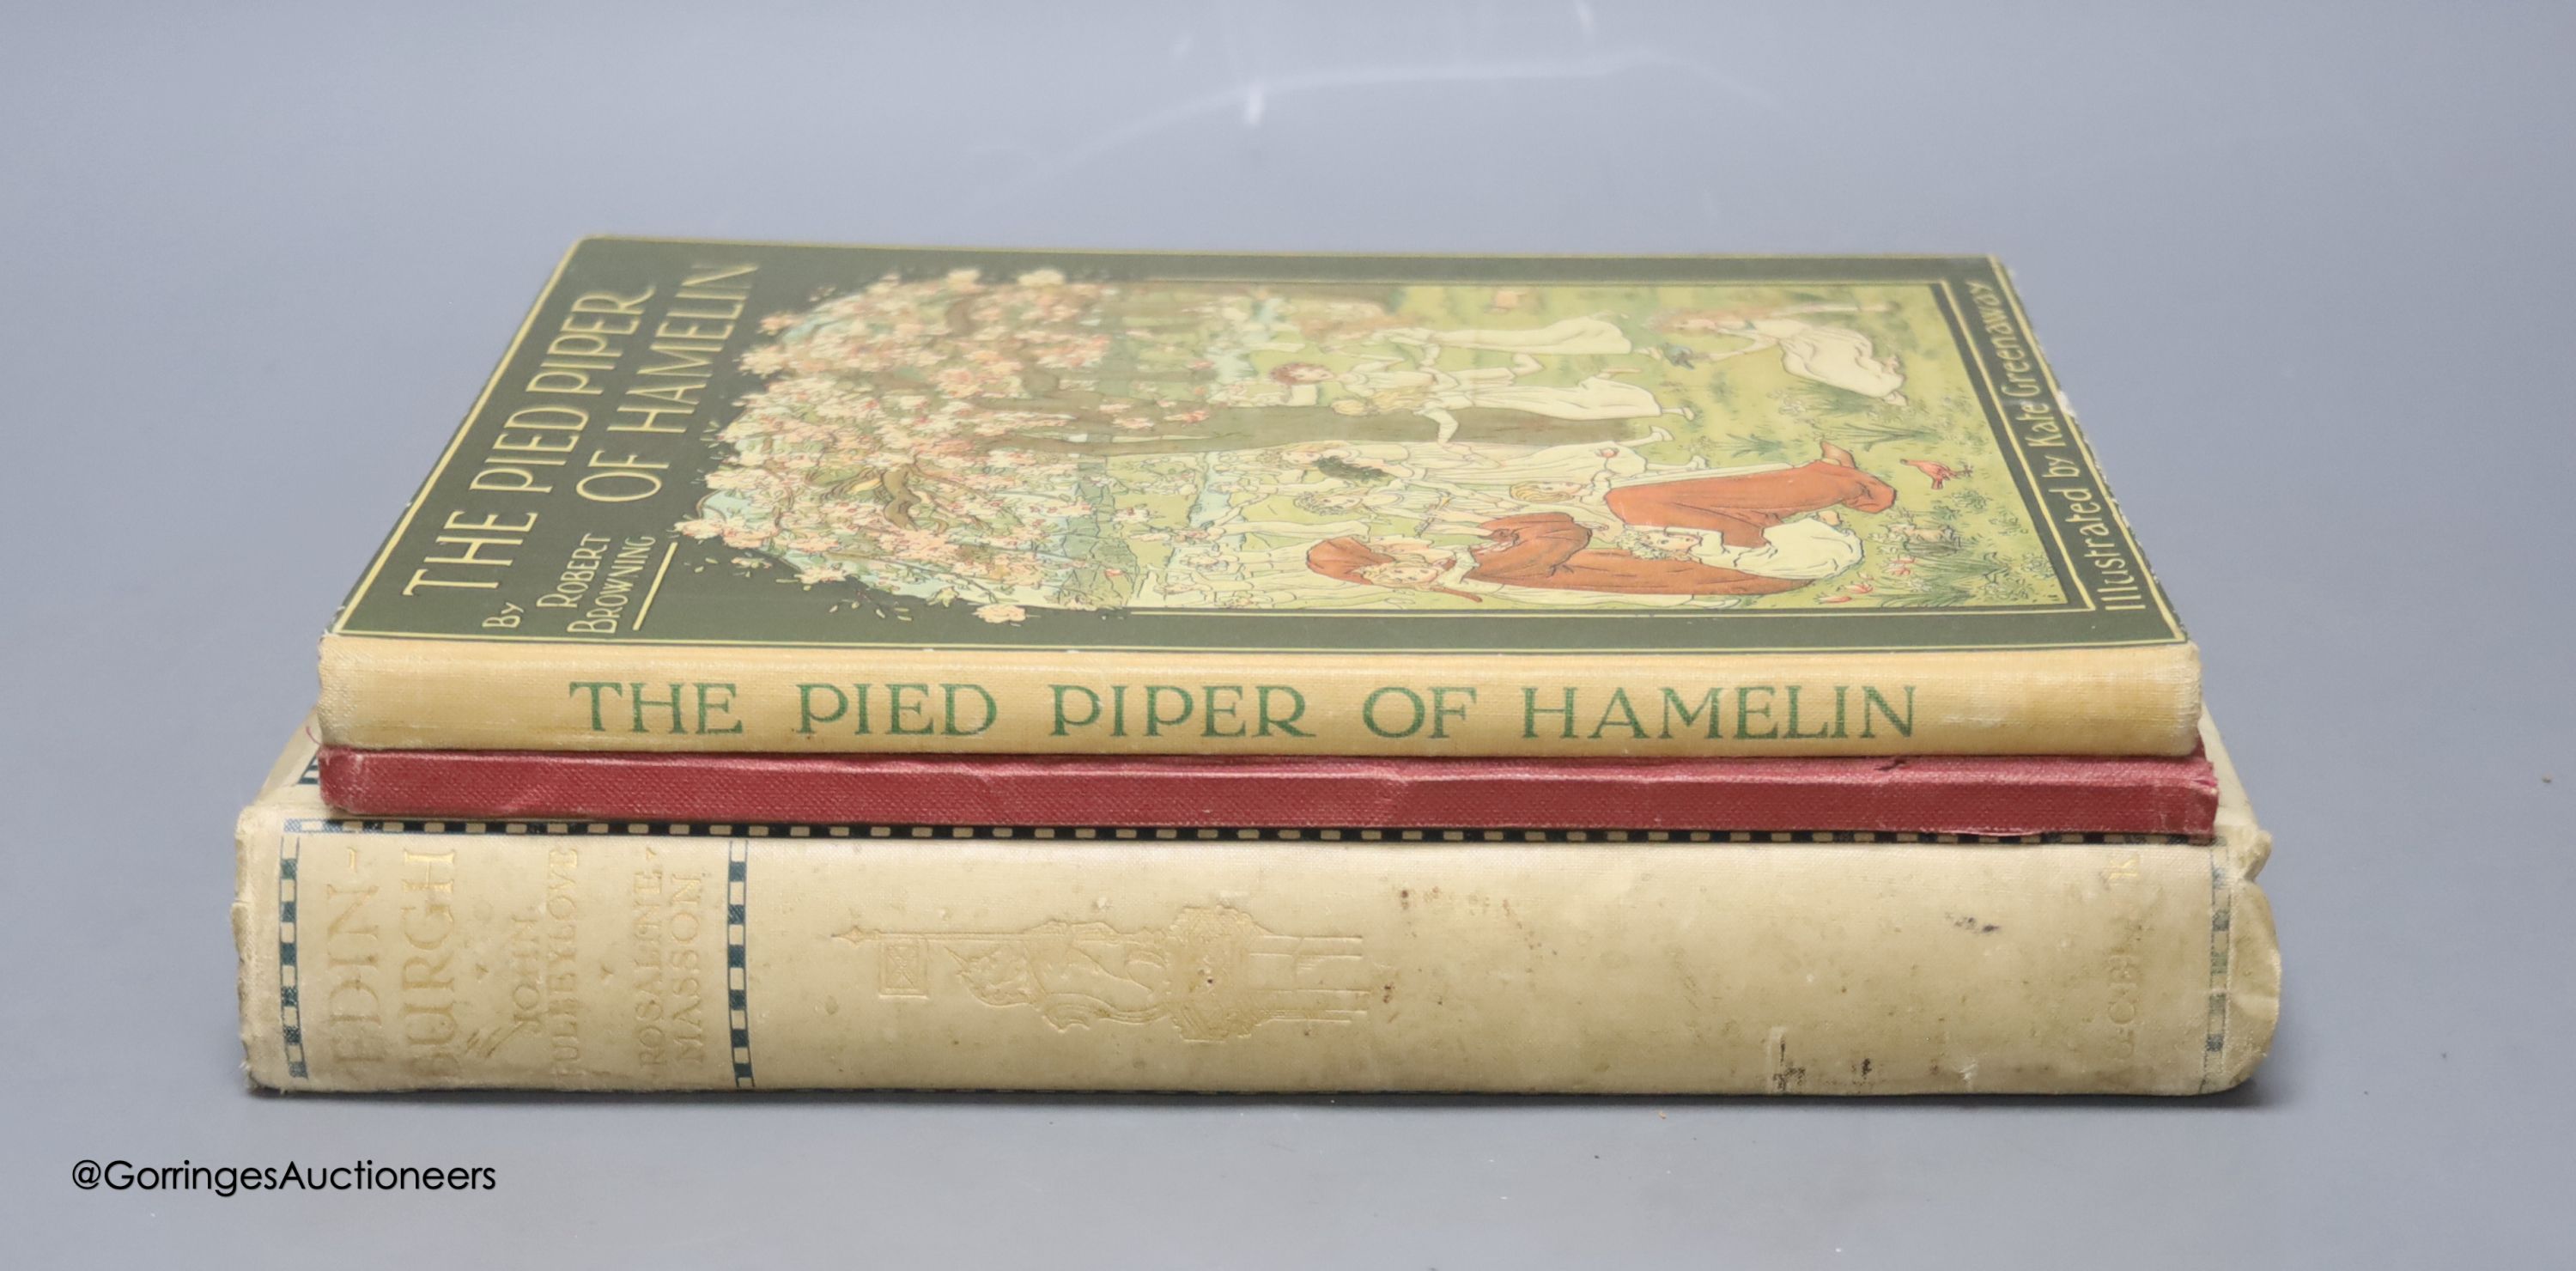 THE PIED PIPER
OF HAMELIN
By
ROBERT
BROWNING
Illustrated by Kate Greenaway
THE PIED PIPER OF HAMELIN
EDIN-
BURGH
JOHN
FULLEYLOVE
ROSALINE
MASSON
@GorringesAuctioneers